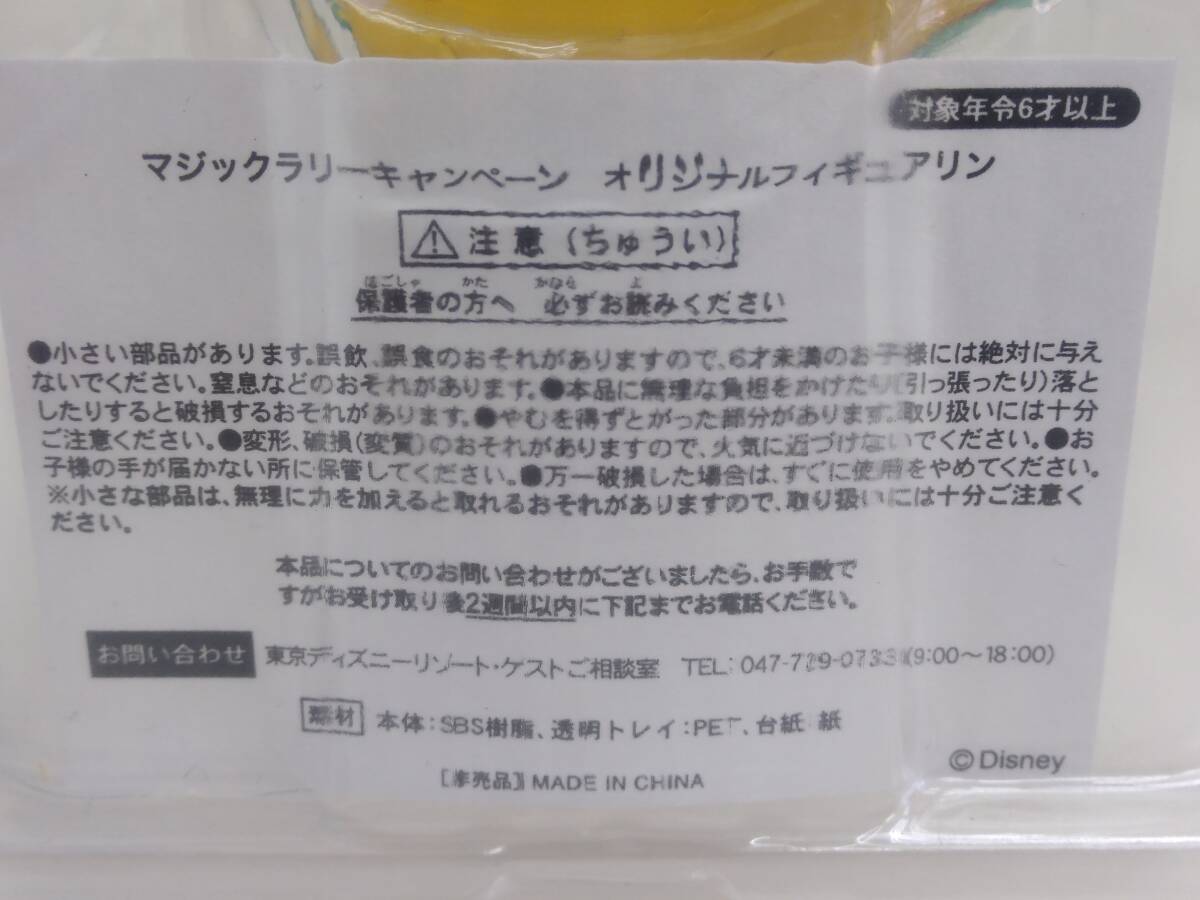 対象年令6才以上
マジックラリーキャンペーン オリジナルフィギュアリン
⚠注意(ちゅうい)
保護者の方へ 必ずお読みください
ほごしゃ かた かなら よ
●小さい部品があります。誤飲、誤食のおそれがありますので、6才未満のお子様には絶対に与え
ないでください。窒息などのおそれがあります。●本品に無理な負担をかけたり(引っ張ったり)落と
したりすると破損するおそれがあります。●やむを得ずとがった部分があります。取り扱いには十分
ご注意ください。●変形、破損(変質)のおそれがありますので、火気に近づけないでください。●お
子様の手が届かない所に保管してください。●万一破損した場合は、すぐに使用をやめてください。
※小さな部品は、無理に力を加えると取れるおそれがありますので、取り扱いには十分ご注意く
ださい。
本品についてのお問い合わせがございましたら、お手数で
すがお受け取り後2週間以内に下記までお電話ください。
お問い合わせ 東京ディズニーリゾート・ゲストご相談室 TEL: 047-729-0733(9:00～18:00)
素材 本体:SBS樹脂、透明トレイ:PET、台紙:紙
[非売品] MADE IN CHINA
©Disney